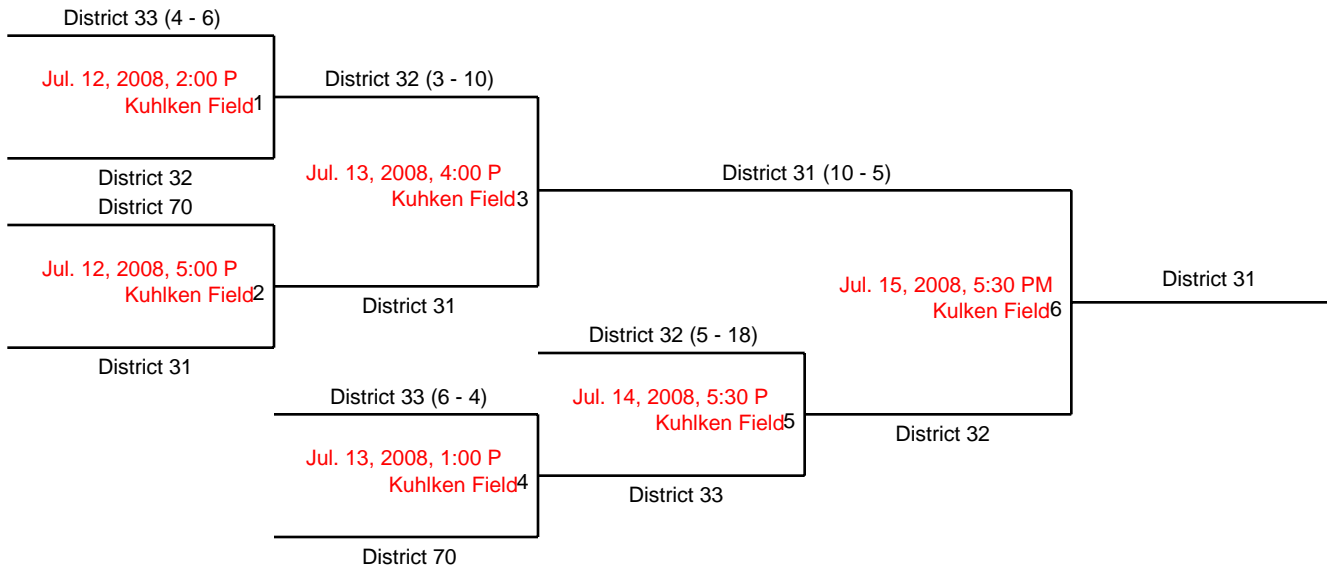 District 33 (4 - 6)
Jul. 12, 2008, 2:00 P
Kuhlken Field1
District 32
District 70
Jul. 12, 2008, 5:00 P
Kuhlken Field2
District 31
District 32 (3 - 10)
Jul. 13, 2008, 4:00 P
Kuhken Field3
District 31
District 33 (6 - 4)
Jul. 13, 2008, 1:00 P
Kuhlken Field4
District 70
District 32 (5 - 18)
Jul. 14, 2008, 5:30 P
Kuhlken Field5
District 33
District 31 (10 - 5)
Jul. 15, 2008, 5:30 PM
Kulken Field6
District 32
District 31